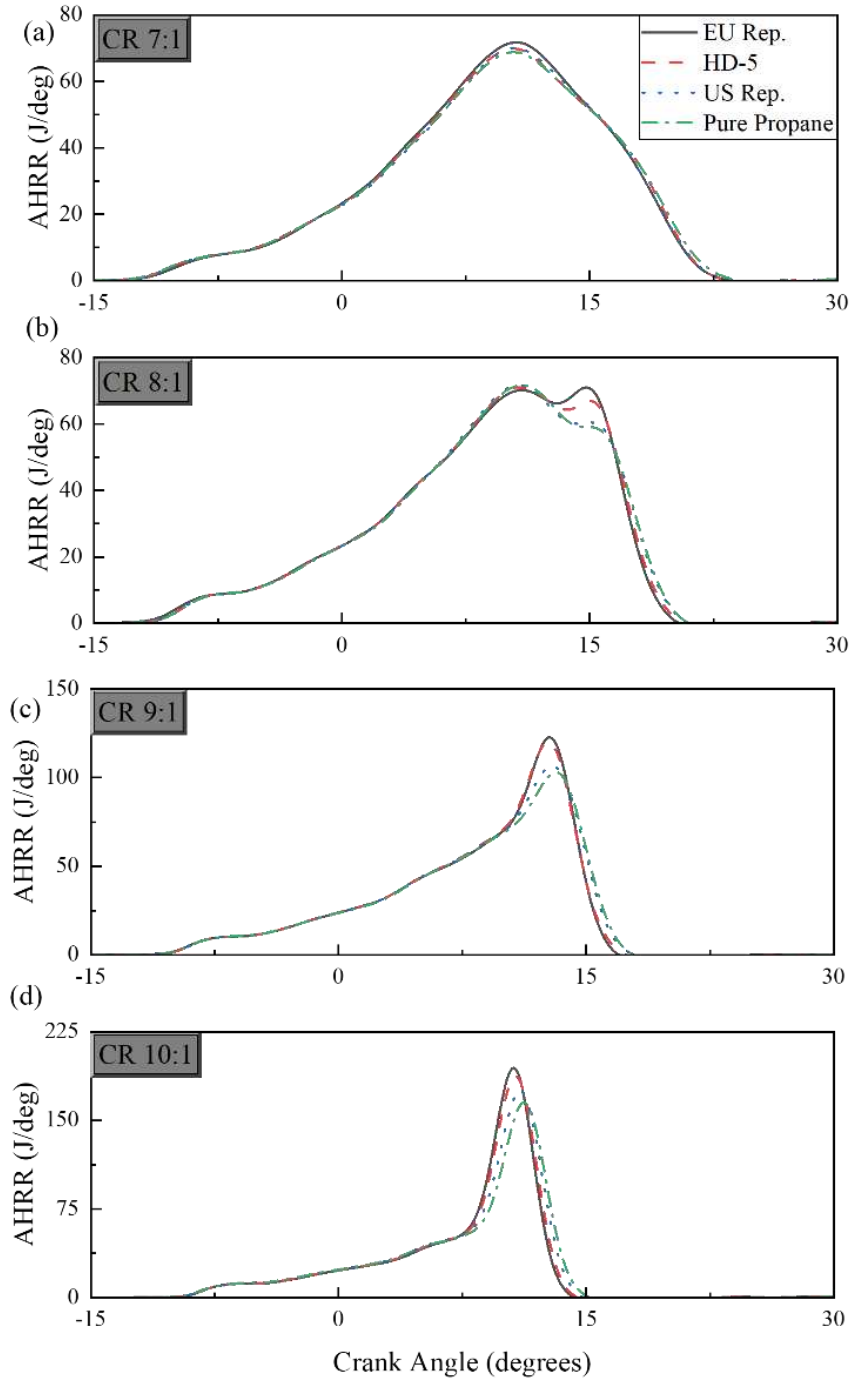 (a)
CR 7:1
EU Rep.
HD-5
US Rep.
Pure Propane
AHRR (J/deg)
80
60
40
20
0
-15
0
15
30
(b)
CR 8:1
AHRR (J/deg)
80
60
40
20
0
-15
0
15
30
(c)
CR 9:1
AHRR (J/deg)
150
100
50
0
-15
0
15
30
(d)
CR 10:1
AHRR (J/deg)
225
150
75
0
-15
0
15
30
Crank Angle (degrees)